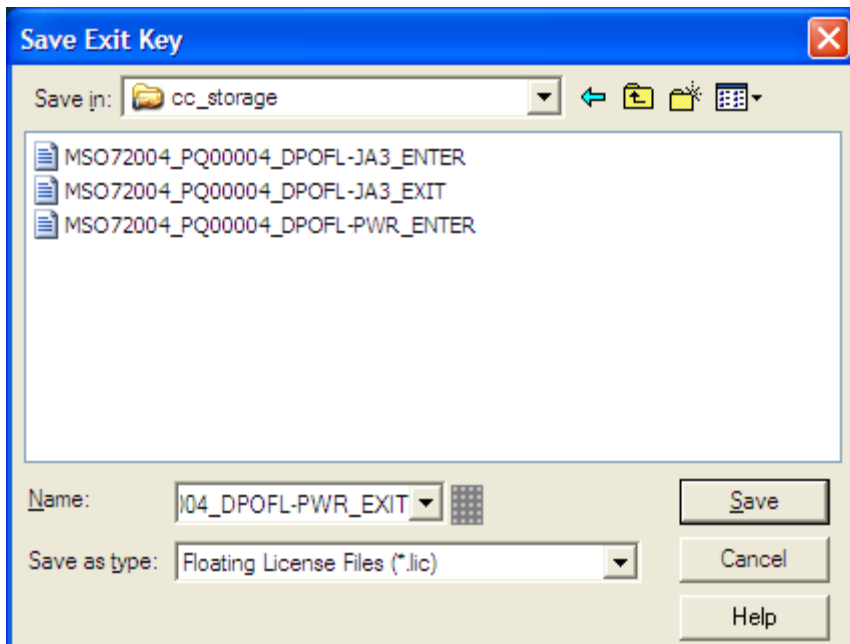 Save Exit Key
Save in: cc_storage
MSO72004_PQ00004_DPOFL-JA3_ENTER
MSO72004_PQ00004_DPOFL-JA3_EXIT
MSO72004_PQ00004_DPOFL-PWR_ENTER
Name: 04_DPOFL-PWR_EXIT Save
Save as type: Floating License Files (*.lic) Cancel
Help